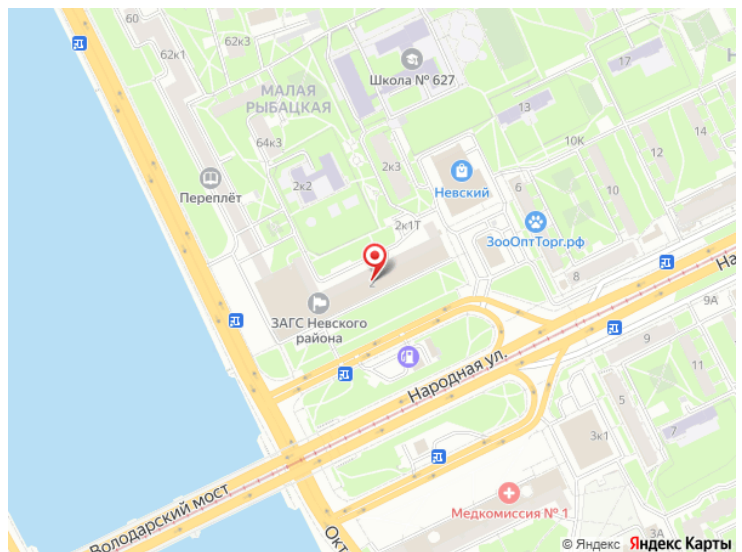 60
62к1
62к3
Школа № 627
17
Н
МАЛАЯ
РЫБАЦКАЯ
13
64к3
10К
14
12
2к3
Переплёт
2к2
Невский
6
10
2к1Т
ЗооОптТорг.рф
8
На
2
9А
ЗАГС Невского
района
9
11
Народная ул.
5
7
3к1
Володарский мост
Медкомиссия № 1
3А
Окт
© Яндекс Яндекс Карты